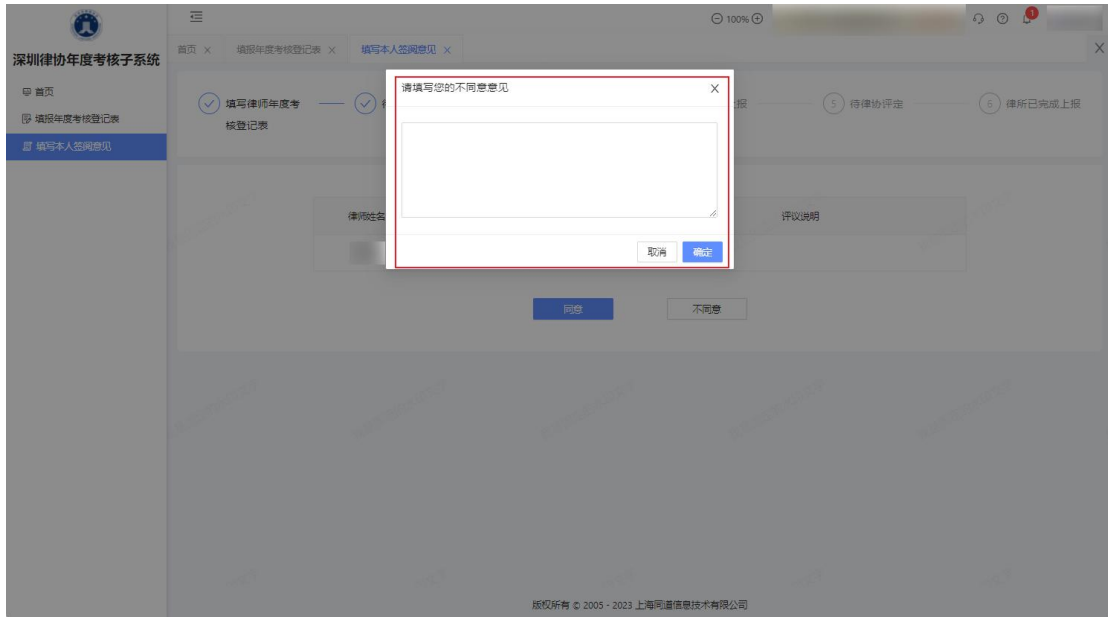 100%
1
深圳律协年度考核子系统
首页
填报年度考核登记表
填写本人签阅意见
首页
填报年度考核登记表
填写本人签阅意见
填写律师年度考
核登记表
报
5
待律协评定
6
律所已完成上报
请填写您的不同意意见
律师姓名
评议说明
取消
确定
同意
不同意
版权所有 © 2005 - 2023 上海同道信息技术有限公司